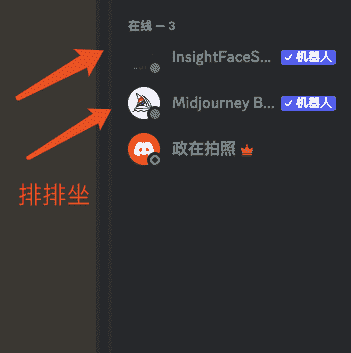 在线 — 3
InsightFaceS... ✓ 机器人
Midjourney B... ✓ 机器人
政在拍照
排排坐